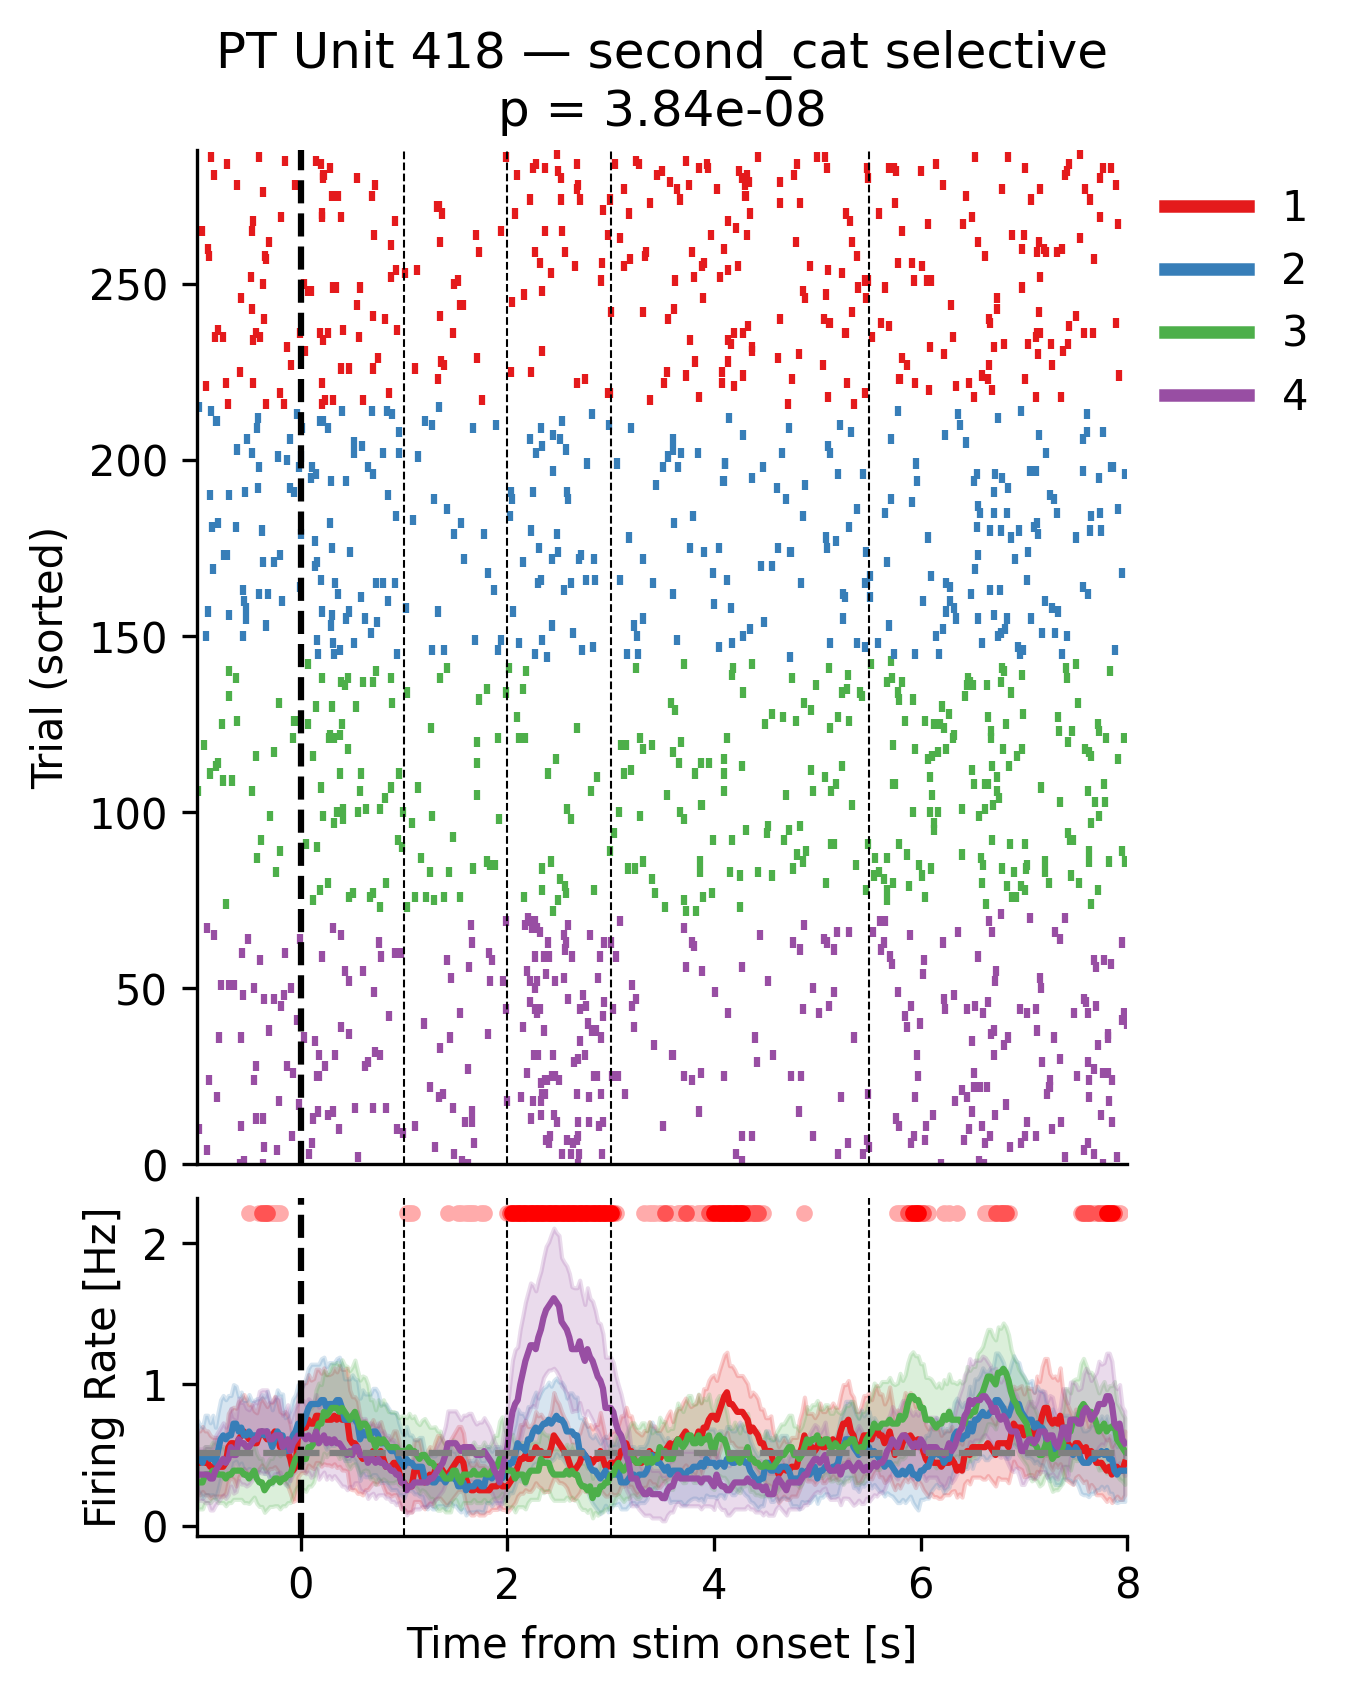 PT Unit 418 — second_cat selective
p = 3.84e-08
1
2
3
4
Trial (sorted)
250
200
150
100
50
0
Firing Rate [Hz]
2
1
0
0 2 4 6 8
Time from stim onset [s]